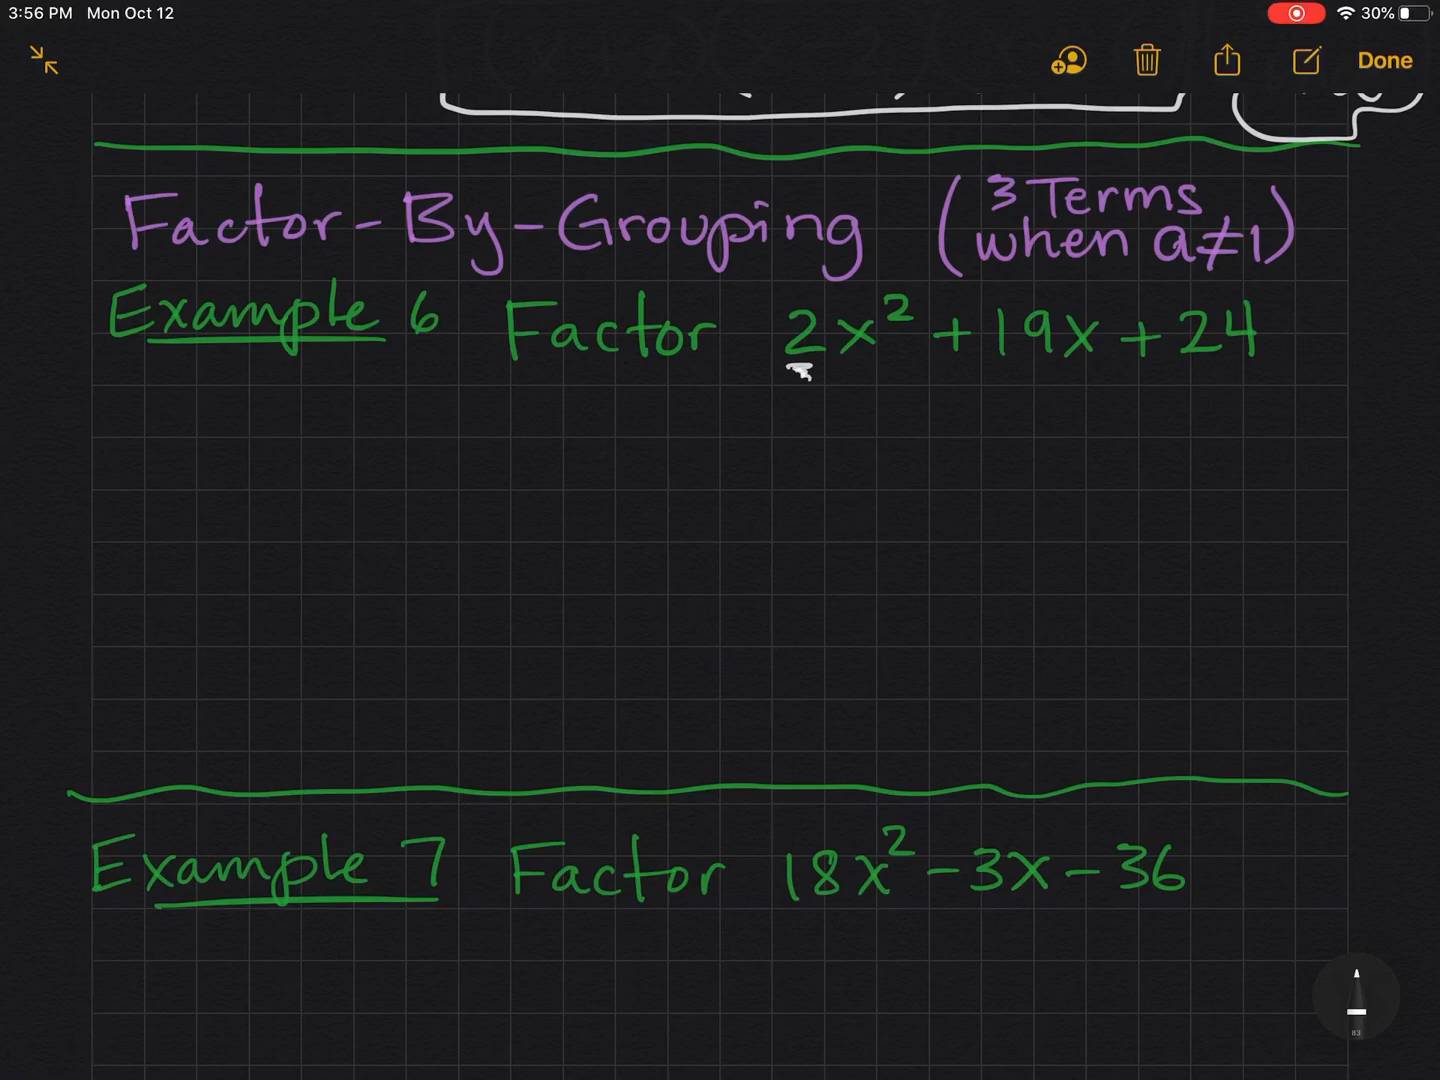 3:56 PM Mon Oct 12 30%
Done
Factor-By-Grouping (3 Terms when a≠1)
Example 6 Factor 2x² + 19x + 24
Example 7 Factor 18x² - 3x - 36
83